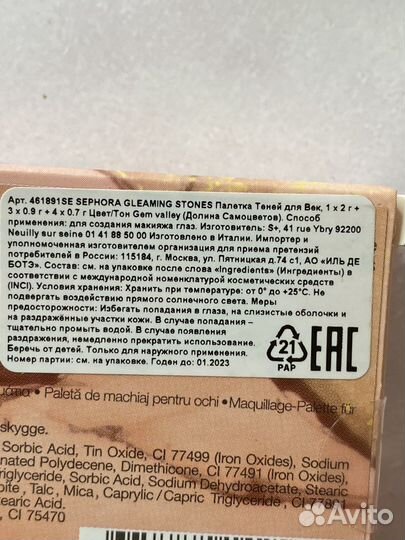 Арт. 461891SE SEPHORA GLEAMING STONES Палетка Теней для Век, 1 x 2 г +
3 x 0.9 г + 4 x 0.7 г Цвет/Тон Gem valley (Долина Самоцветов). Способ
применения: для создания макияжа глаз. Изготовитель: S+, 41 rue Ybry 92200
Neuilly sur seine 01 41 88 50 00 Изготовлено в Италии. Импортер и
уполномоченная изготовителем организация для приема претензий
потребителей в России: 115184, г. Москва, ул. Пятницкая д.74 с1, АО «ИЛЬ ДЕ
БОТЭ». Состав: см. на упаковке после слова «Ingredients» (Ингредиенты) в
соответствии с международной номенклатурой косметических средств
(INCI). Условия хранения: Хранить при температуре: от 0° до +25°C. Не
подвергать воздействию прямого солнечного света. Меры
предосторожности: Избегать попадания в глаза, на слизистые оболочки и
на раздражённые участки кожи. В случае попадания –
тщательно промыть водой. В случае появления
раздражения, немедленно прекратить использование.
Беречь от детей. Только для наружного применения.
Номер партии: см. на упаковке. Годен до: 01.2023
21
PAP
EAC
• Paletă de machiaj pentru ochi • Maquillage-Palette für
skygge.
Sorbic Acid, Tin Oxide, CI 77499 (Iron Oxides), Sodium
nated Polydecene, Dimethicone, CI 77491 (Iron Oxides),
riglyceride, Sorbic Acid, Sodium Dehydroacetate, Stearic
bite, Talc, Mica, Caprylic / Capric Triglyceride, CI 77891
tearic Acid.
CI 75470
Avito